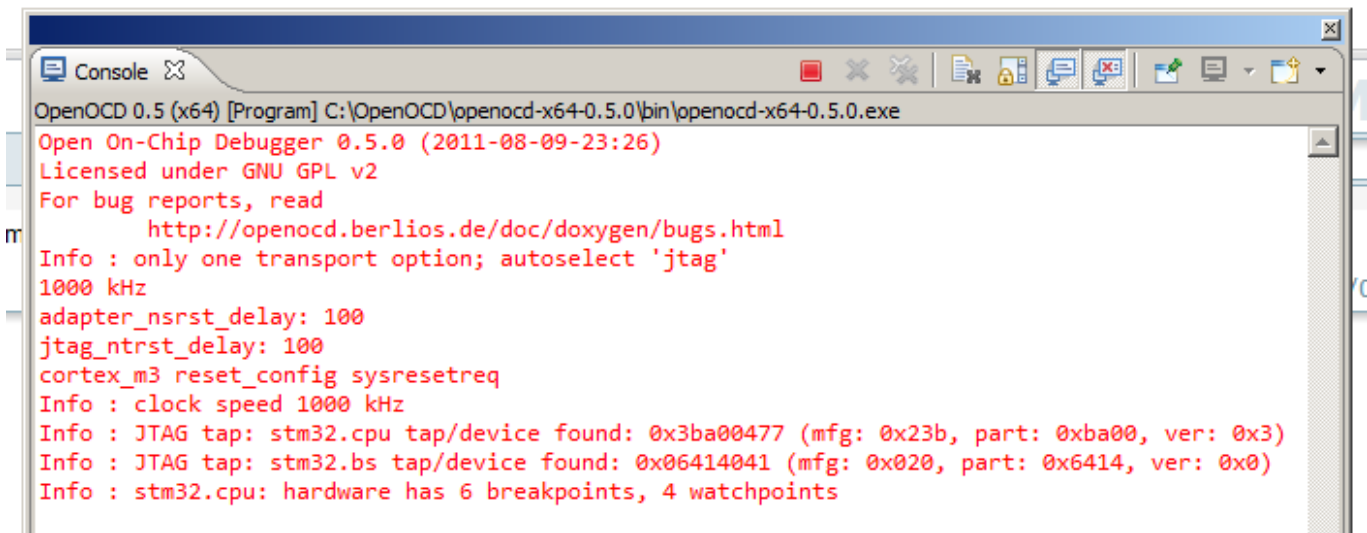 Console
OpenOCD 0.5 (x64) [Program] C:\OpenOCD\openocd-x64-0.5.0\bin\openocd-x64-0.5.0.exe
Open On-Chip Debugger 0.5.0 (2011-08-09-23:26)
Licensed under GNU GPL v2
For bug reports, read
http://openocd.berlios.de/doc/doxygen/bugs.html
Info : only one transport option; autoselect 'jtag'
1000 kHz
adapter_nsrst_delay: 100
jtag_ntrst_delay: 100
cortex_m3 reset_config sysresetreq
Info : clock speed 1000 kHz
Info : JTAG tap: stm32.cpu tap/device found: 0x3ba00477 (mfg: 0x23b, part: 0xba00, ver: 0x3)
Info : JTAG tap: stm32.bs tap/device found: 0x06414041 (mfg: 0x020, part: 0x6414, ver: 0x0)
Info : stm32.cpu: hardware has 6 breakpoints, 4 watchpoints